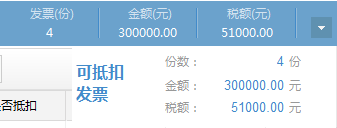 发票(份) 金额(元) 税额(元)
4 300000.00 51000.00
可抵扣
发票
份数： 4 份
金额： 300000.00 元
税额： 51000.00 元
否抵扣